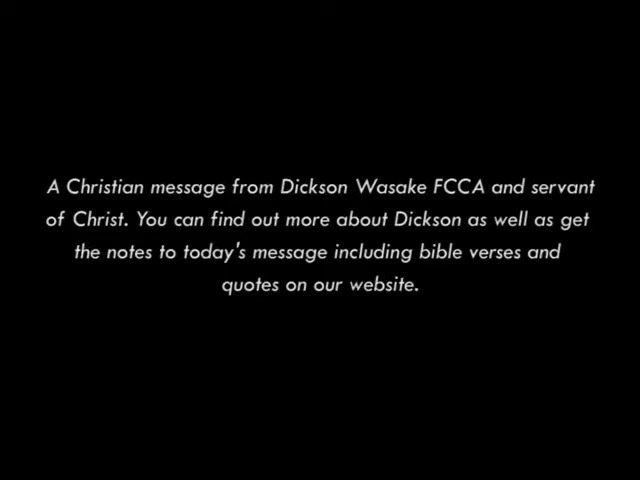 A Christian message from Dickson Wasake FCCA and servant
of Christ. You can find out more about Dickson as well as get
the notes to today's message including bible verses and
quotes on our website.